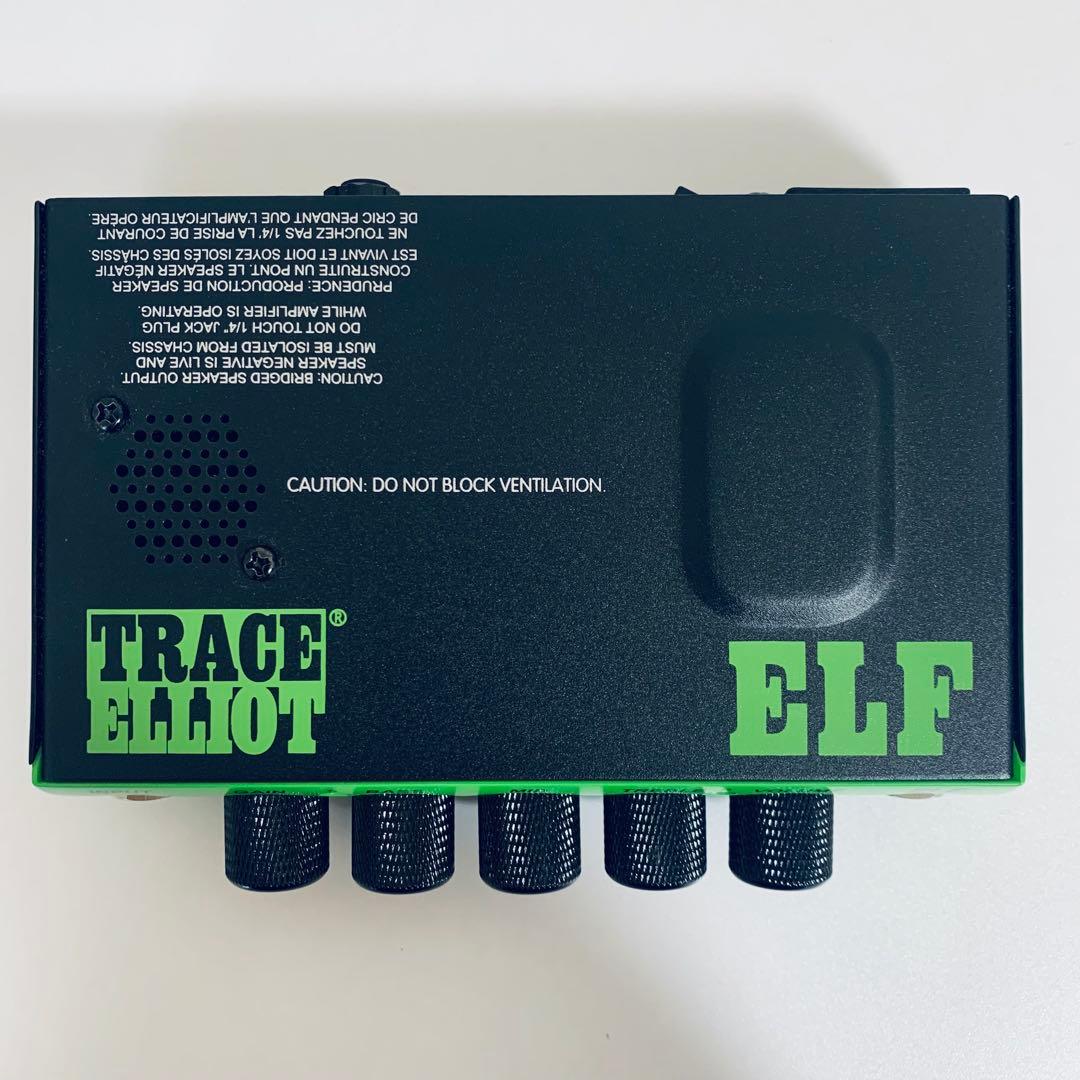 CAUTION: BRIDGED SPEAKER OUTPUT.
SPEAKER NEGATIVE IS LIVE AND
MUST BE ISOLATED FROM CHASSIS.
DO NOT TOUCH 1/4" JACK PLUG
WHILE AMPLIFIER IS OPERATING.
PRUDENCE: PRODUCTION DE SPEAKER
CONSTRUITE UN PONT. LE SPEAKER NÉGATIF
EST VIVANT ET DOIT SOYEZ ISOLÉS DES CHÂSSIS.
NE TOUCHEZ PAS 1/4' LA PRISE DE COURANT
DE CRIC PENDANT QUE L'AMPLIFICATEUR OPÈRE.
CAUTION: DO NOT BLOCK VENTILATION.
TRACE®
ELLIOT
ELF
INPUT